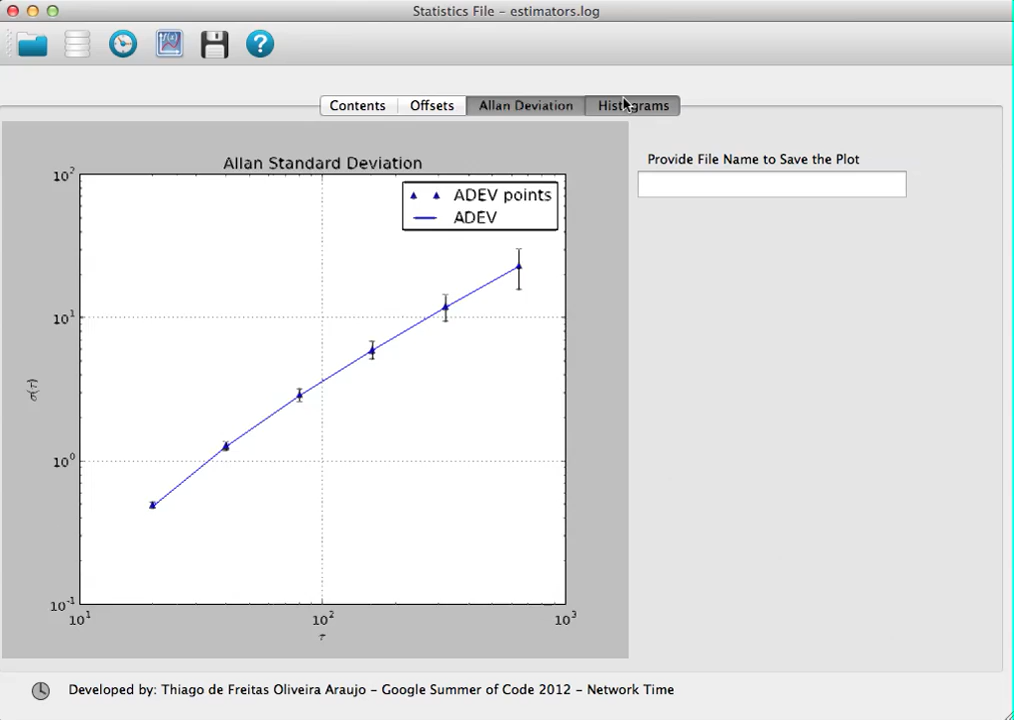 Statistics File – estimators.log
Contents Offsets Allan Deviation Histograms
Allan Standard Deviation
Provide File Name to Save the Plot
ADEV points
ADEV
10²
10¹
10⁰
10⁻¹
σ(τ)
10¹ 10² 10³
τ
Developed by: Thiago de Freitas Oliveira Araujo – Google Summer of Code 2012 – Network Time